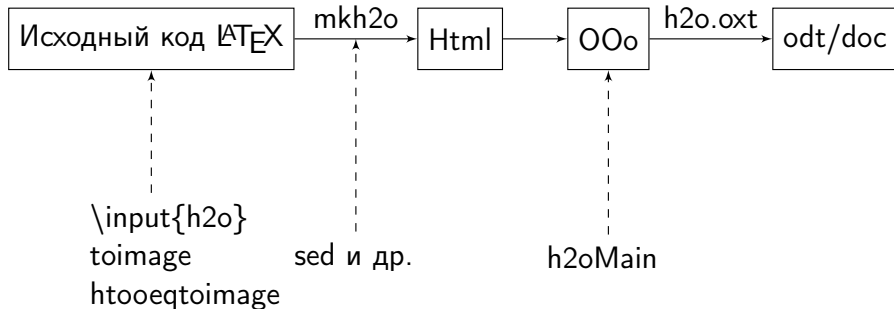 mkh2o
h2o.oxt
Исходный код LATEX
Html
OOo
odt/doc
\input{h2o}
toimage
htooeqtoimage
sed и др.
h2oMain